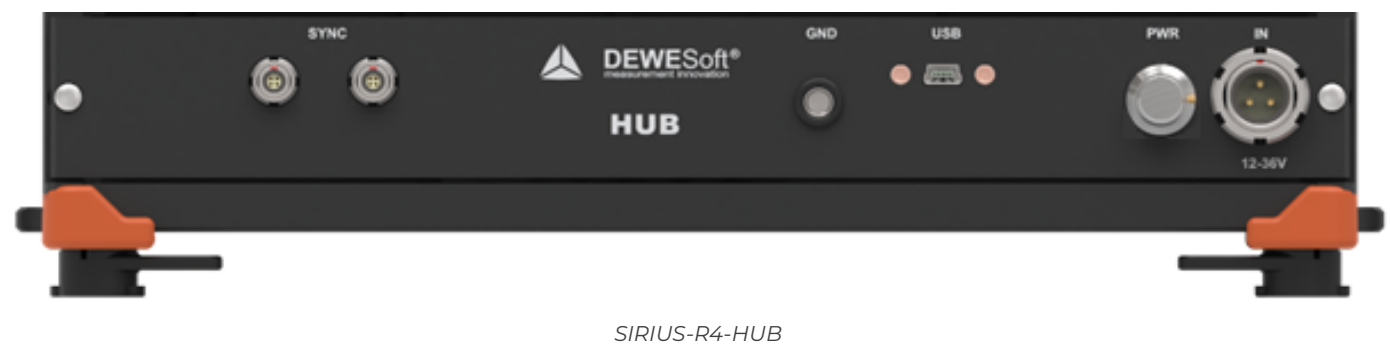 SYNC
DEWESoft®
measurement innovation
HUB
GND
USB
PWR
IN
12-36V
SIRIUS-R4-HUB